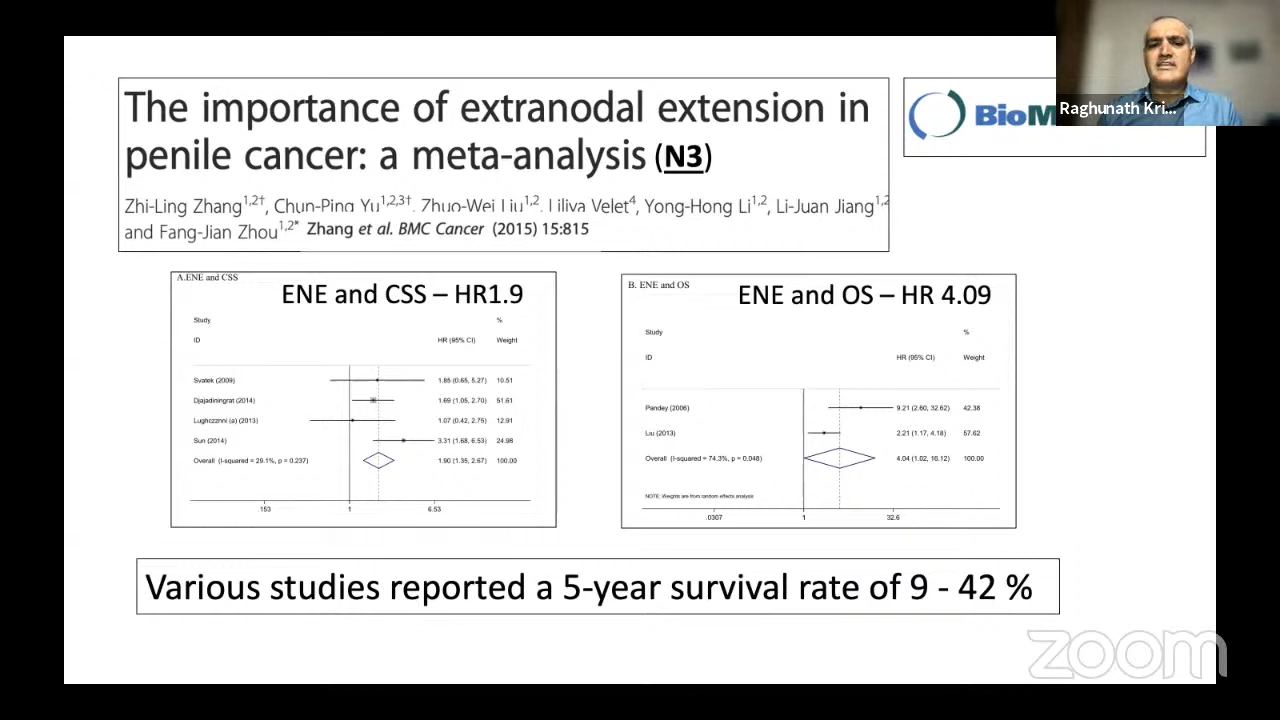 The importance of extranodal extension in
penile cancer: a meta-analysis (N3)
Zhi-Ling Zhang1,2†, Chun-Ping Yu1,2,3†, Zhuo-Wei Liu1,2, Liliya Velet4, Yong-Hong Li1,2, Li-Juan Jiang1,2
and Fang-Jian Zhou1,2* Zhang et al. BMC Cancer (2015) 15:815
BioM
Raghunath Kri...
A.ENE and CSS
ENE and CSS – HR1.9
Study %
ID HR (95% CI) Weight
Svatek (2009) 1.85 (0.65, 5.27) 10.51
Djajadiningrat (2014) 1.69 (1.05, 2.70) 51.61
Lughezznni (a) (2013) 1.07 (0.42, 2.75) 12.91
Sun (2014) 3.31 (1.68, 6.53) 24.98
Overall (I-squared = 29.1%, p = 0.237) 1.90 (1.35, 2.67) 100.00
.153 1 6.53
B. ENE and OS
ENE and OS – HR 4.09
Study %
ID HR (95% CI) Weight
Pandey (2006) 9.21 (2.60, 32.62) 42.38
Liu (2013) 2.21 (1.17, 4.18) 57.62
Overall (I-squared = 74.3%, p = 0.048) 4.04 (1.02, 16.12) 100.00
NOTE: Weights are from random effects analysis
.0307 1 32.6
Various studies reported a 5-year survival rate of 9 - 42 %
zoom